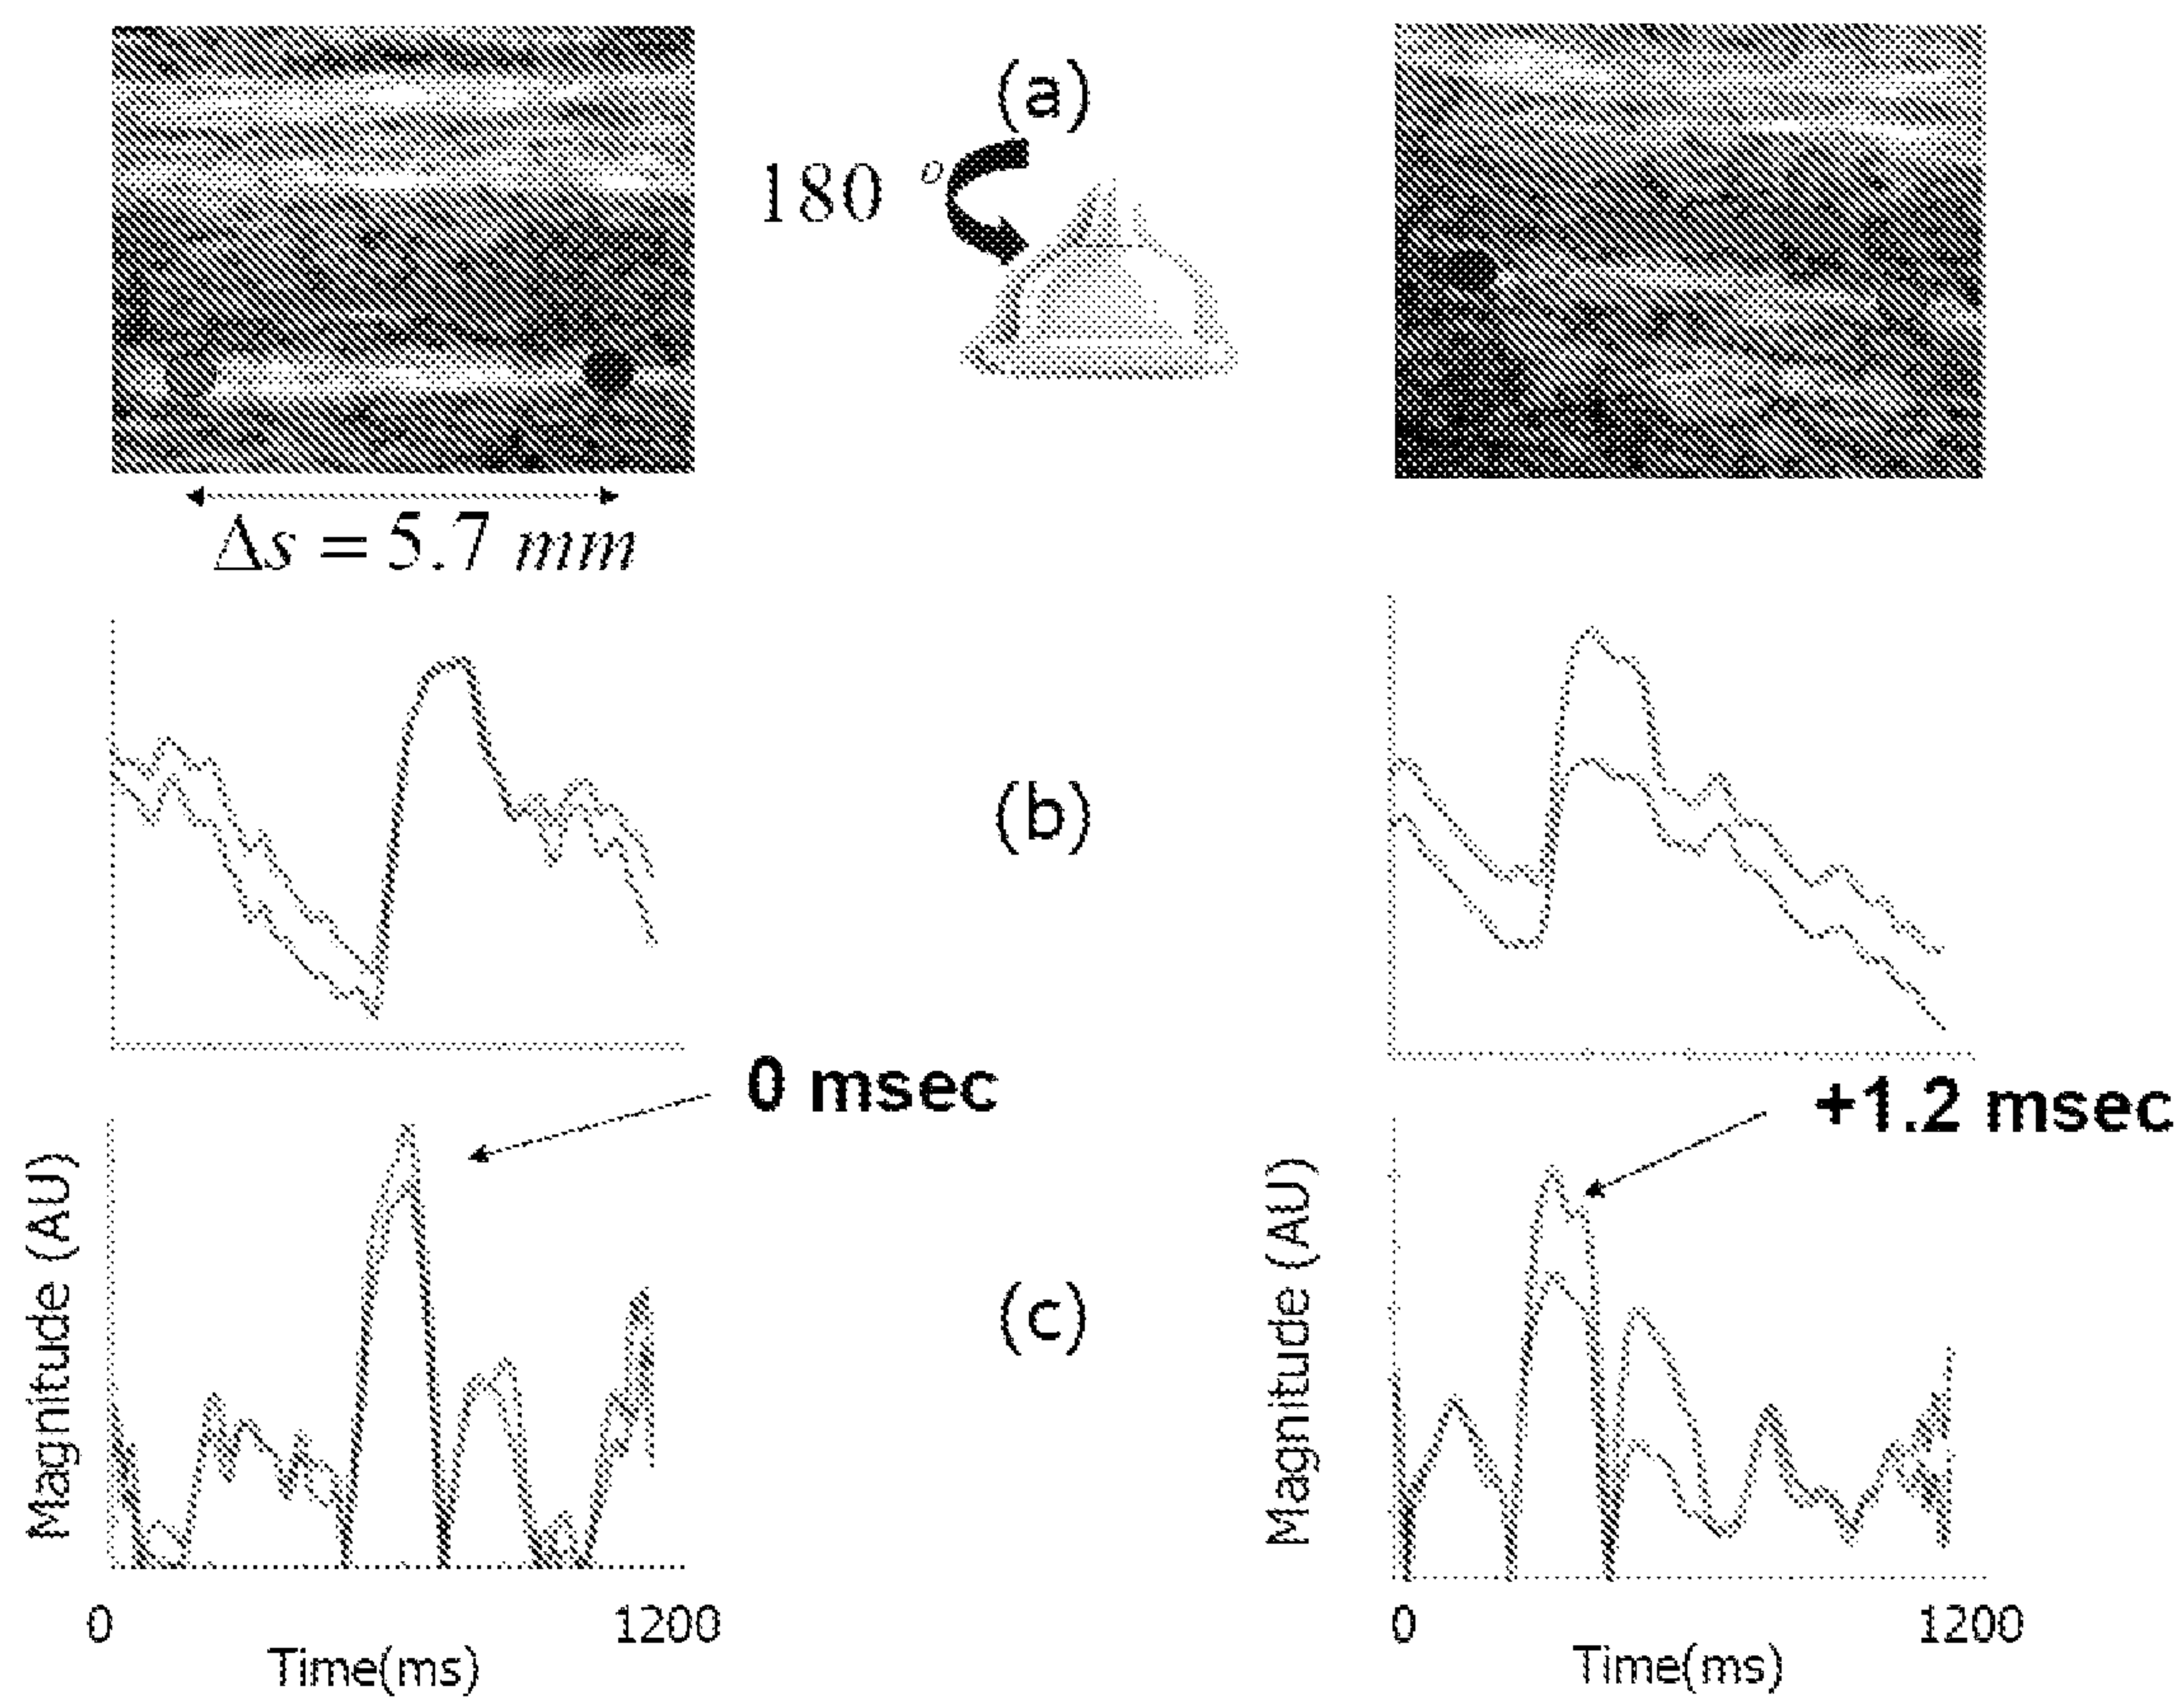 (a)
180 °
Δs = 5.7 mm
(b)
0 msec
+1.2 msec
Magnitude (AU)
(c)
Magnitude (AU)
0 1200
Time(ms)
0 1200
Time(ms)